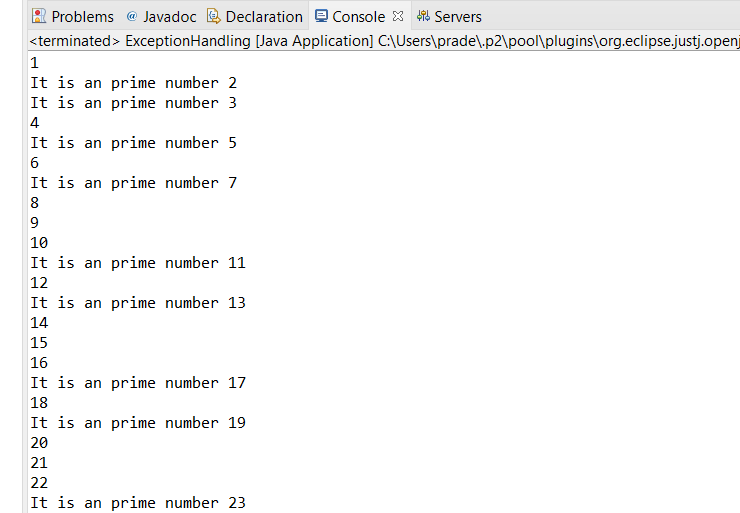 Problems @ Javadoc Declaration Console Servers
<terminated> ExceptionHandling [Java Application] C:\Users\prade\.p2\pool\plugins\org.eclipse.justj.openj
1
It is an prime number 2
It is an prime number 3
4
It is an prime number 5
6
It is an prime number 7
8
9
10
It is an prime number 11
12
It is an prime number 13
14
15
16
It is an prime number 17
18
It is an prime number 19
20
21
22
It is an prime number 23